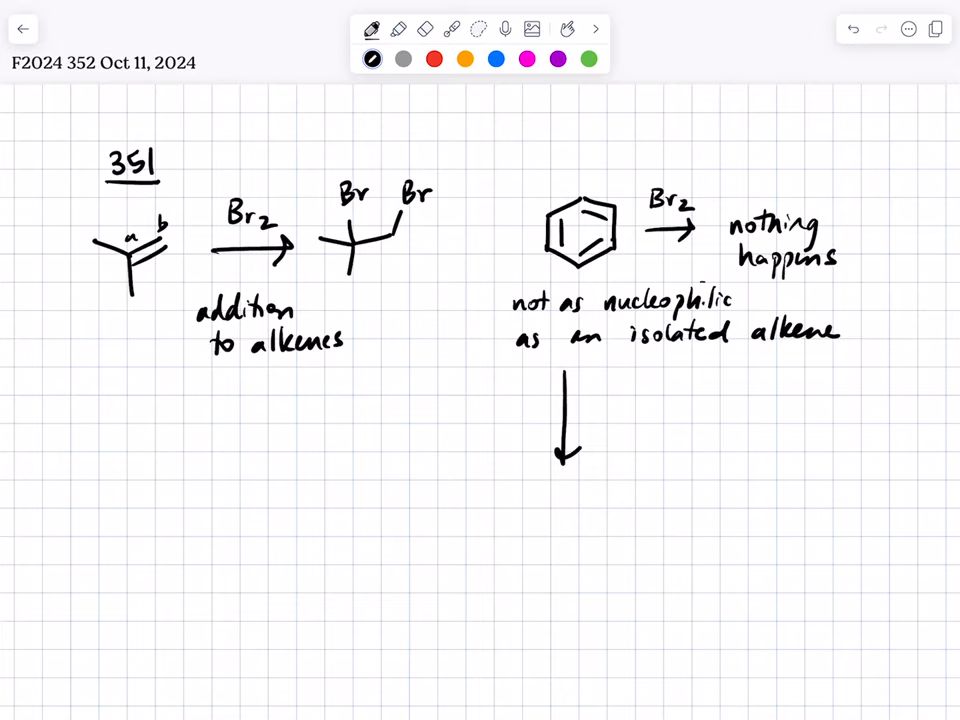 F2024 352 Oct 11, 2024
351
a
b
Br2
Br Br
addition
to alkenes
Br2
nothing
happens
not as nucleophilic
as an isolated alkene